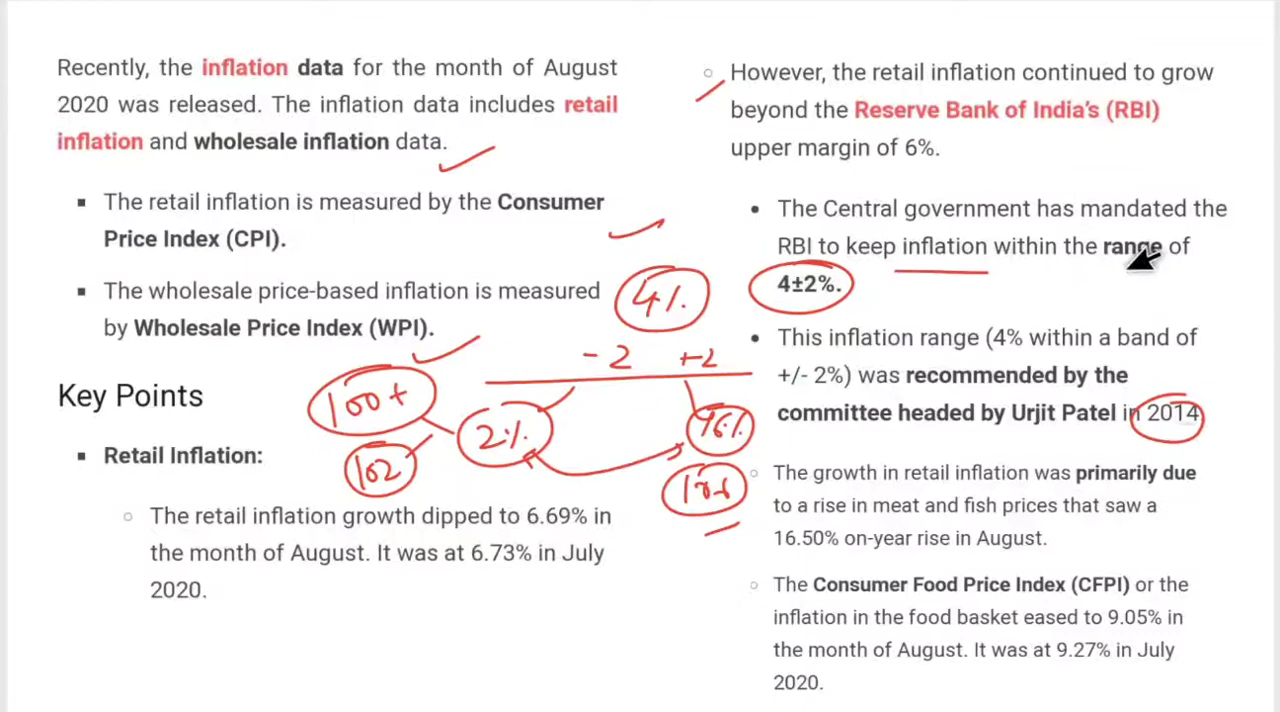 Recently, the inflation data for the month of August
2020 was released. The inflation data includes retail
inflation and wholesale inflation data.
▪ The retail inflation is measured by the Consumer
Price Index (CPI).
▪ The wholesale price-based inflation is measured
by Wholesale Price Index (WPI).
Key Points
▪ Retail Inflation:
○ The retail inflation growth dipped to 6.69% in
the month of August. It was at 6.73% in July
2020.
4%
-2 +2
100+
2%
102
○ However, the retail inflation continued to grow
beyond the Reserve Bank of India's (RBI)
upper margin of 6%.
• The Central government has mandated the
RBI to keep inflation within the range of
4±2%.
• This inflation range (4% within a band of
+/- 2%) was recommended by the
committee headed by Urjit Patel in 2014
○ The growth in retail inflation was primarily due
to a rise in meat and fish prices that saw a
16.50% on-year rise in August.
○ The Consumer Food Price Index (CFPI) or the
inflation in the food basket eased to 9.05% in
the month of August. It was at 9.27% in July
2020.